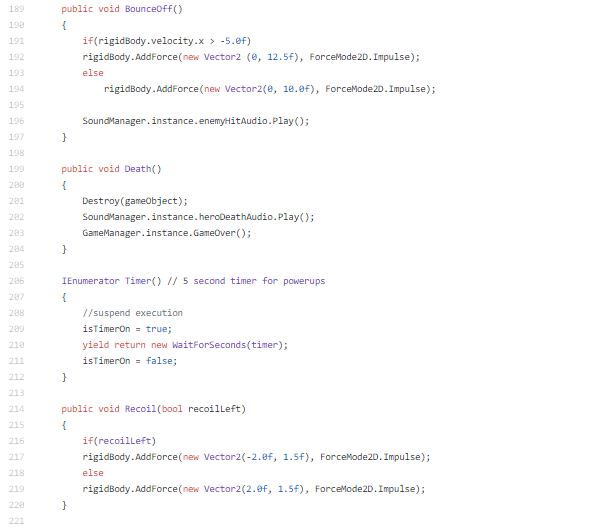 189 public void BounceOff()
190 {
191 if(rigidBody.velocity.x > -5.0f)
192 rigidBody.AddForce(new Vector2 (0, 12.5f), ForceMode2D.Impulse);
193 else
194 rigidBody.AddForce(new Vector2(0, 10.0f), ForceMode2D.Impulse);
195
196 SoundManager.instance.enemyHitAudio.Play();
197 }
198
199 public void Death()
200 {
201 Destroy(gameObject);
202 SoundManager.instance.heroDeathAudio.Play();
203 GameManager.instance.GameOver();
204 }
205
206 IEnumerator Timer() // 5 second timer for powerups
207 {
208 //suspend execution
209 isTimerOn = true;
210 yield return new WaitForSeconds(timer);
211 isTimerOn = false;
212 }
213
214 public void Recoil(bool recoilLeft)
215 {
216 if(recoilLeft)
217 rigidBody.AddForce(new Vector2(-2.0f, 1.5f), ForceMode2D.Impulse);
218 else
219 rigidBody.AddForce(new Vector2(2.0f, 1.5f), ForceMode2D.Impulse);
220 }
221